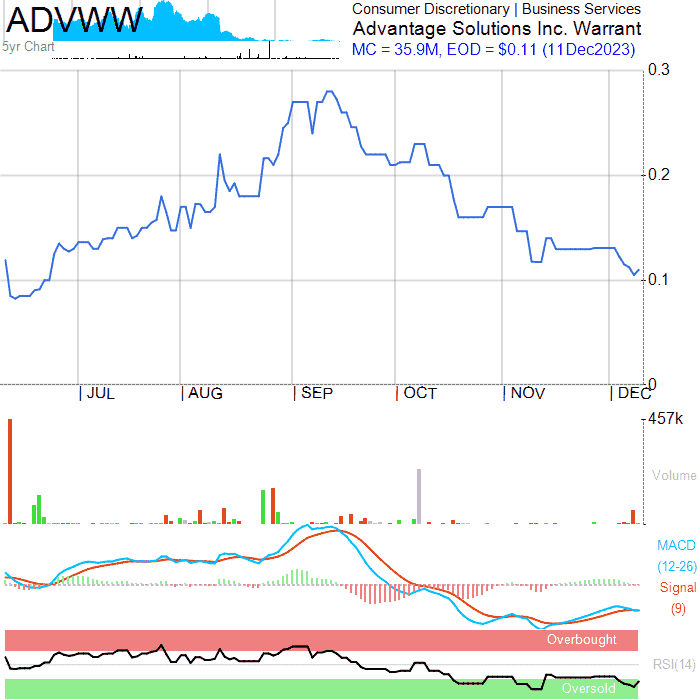 ADVWW
5yr Chart
Consumer Discretionary | Business Services
Advantage Solutions Inc. Warrant
MC = 35.9M, EOD = $0.11 (11Dec2023)
0.3
0.2
0.1
0
| JUL
| AUG
| SEP
| OCT
| NOV
| DEC
457k
Volume
MACD
(12-26)
Signal
(9)
Overbought
RSI(14)
Oversold